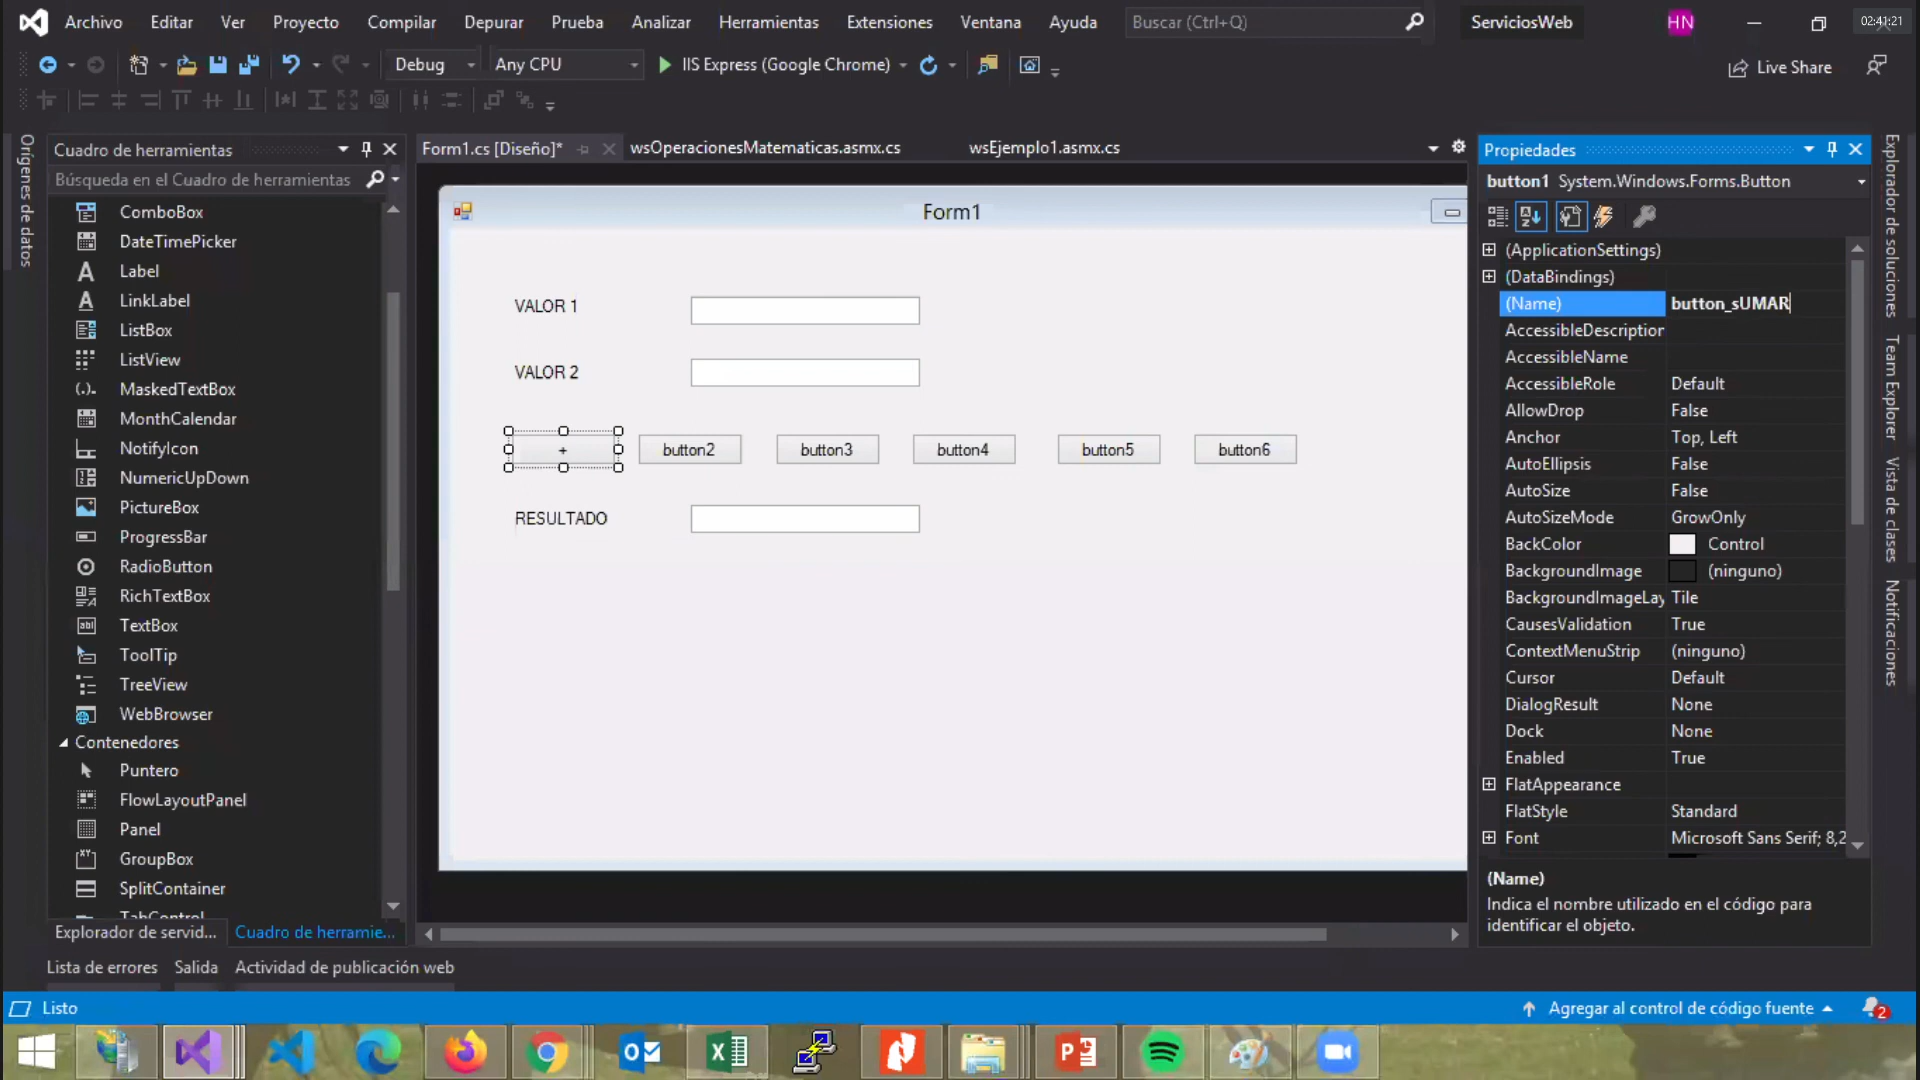 Archivo Editar Ver Proyecto Compilar Depurar Prueba Analizar Herramientas Extensiones Ventana Ayuda Buscar (Ctrl+Q) ServiciosWeb HN 02:41:21
Debug Any CPU IIS Express (Google Chrome) Live Share
Orígenes de datos
Cuadro de herramientas
Búsqueda en el Cuadro de herramientas
ComboBox
DateTimePicker
Label
LinkLabel
ListBox
ListView
MaskedTextBox
MonthCalendar
NotifyIcon
NumericUpDown
PictureBox
ProgressBar
RadioButton
RichTextBox
TextBox
ToolTip
TreeView
WebBrowser
Contenedores
Puntero
FlowLayoutPanel
Panel
GroupBox
SplitContainer
TabControl
Explorador de servid... Cuadro de herramie...
Form1.cs [Diseño]* wsOperacionesMatematicas.asmx.cs wsEjemplo1.asmx.cs
Form1
VALOR 1
VALOR 2
+ button2 button3 button4 button5 button6
RESULTADO
Propiedades
button1 System.Windows.Forms.Button
(ApplicationSettings)
(DataBindings)
(Name) button_sUMAR
AccessibleDescription
AccessibleName
AccessibleRole Default
AllowDrop False
Anchor Top, Left
AutoEllipsis False
AutoSize False
AutoSizeMode GrowOnly
BackColor Control
BackgroundImage (ninguno)
BackgroundImageLay Tile
CausesValidation True
ContextMenuStrip (ninguno)
Cursor Default
DialogResult None
Dock None
Enabled True
FlatAppearance
FlatStyle Standard
Font Microsoft Sans Serif; 8,2
(Name)
Indica el nombre utilizado en el código para
identificar el objeto.
Explorador de soluciones
Team Explorer
Vista de clases
Notificaciones
Lista de errores Salida Actividad de publicación web
Listo Agregar al control de código fuente 2